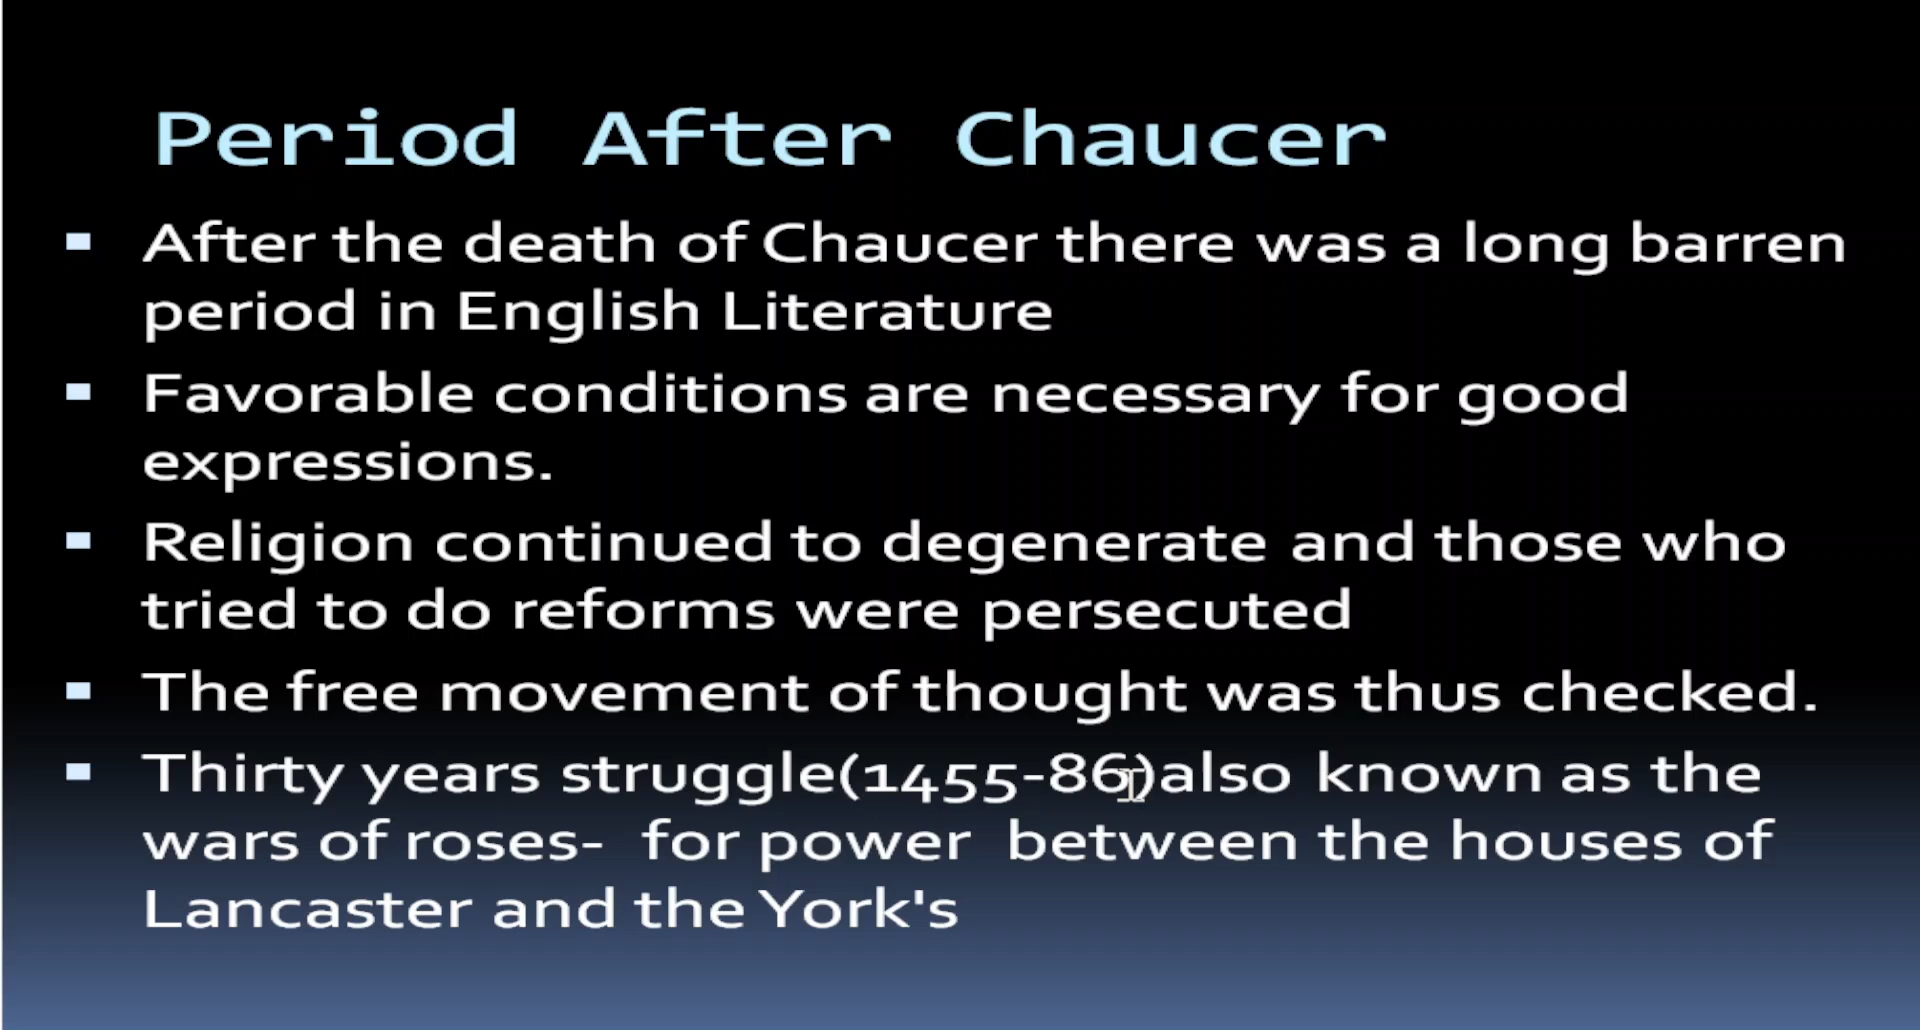 Period After Chaucer
After the death of Chaucer there was a long barren
period in English Literature
Favorable conditions are necessary for good
expressions.
Religion continued to degenerate and those who
tried to do reforms were persecuted
The free movement of thought was thus checked.
Thirty years struggle(1455-86)also known as the
wars of roses- for power between the houses of
Lancaster and the York's